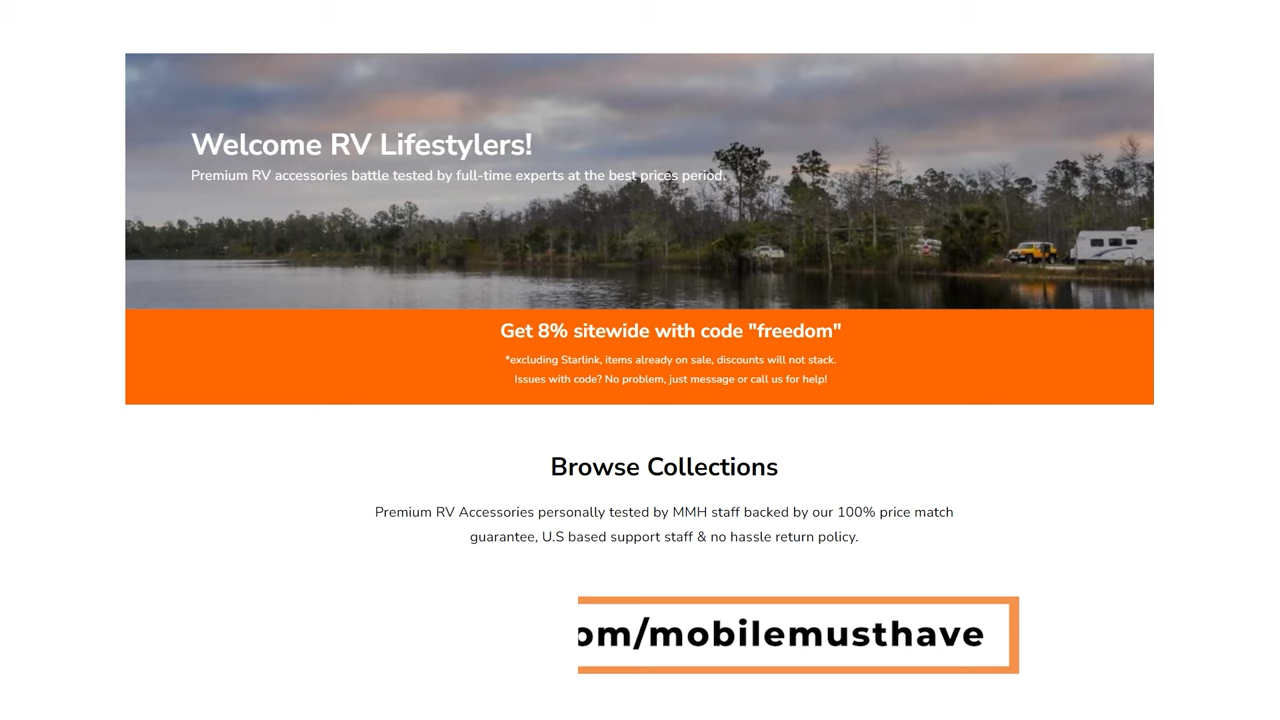 Welcome RV Lifestylers!
Premium RV accessories battle tested by full-time experts at the best prices period.
Get 8% sitewide with code "freedom"
*excluding Starlink, items already on sale, discounts will not stack.
Issues with code? No problem, just message or call us for help!
Browse Collections
Premium RV Accessories personally tested by MMH staff backed by our 100% price match
guarantee, U.S based support staff & no hassle return policy.
om/mobilemusthave